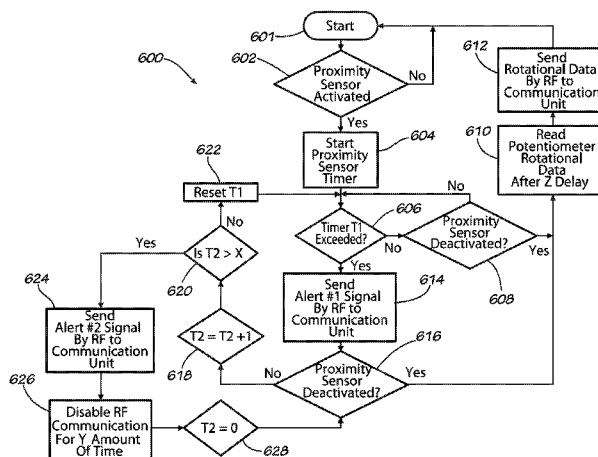 601
Start
600
602
Proximity
Sensor
Activated
No
Yes
612
Send
Rotational Data
By RF to
Communication
Unit
604
Start
Proximity
Sensor
Timer
610
Read
Potentiometer
Rotational
Data
After Z Delay
622
Reset T1
No
606
Timer T1
Exceeded?
No
Proximity
Sensor
Deactivated?
Yes
608
No
Yes
Is T2 > X
620
Yes
614
Send
Alert #1 Signal
By RF to
Communication
Unit
624
Send
Alert #2 Signal
By RF to
Communication
Unit
T2 = T2 +1
618
616
No
Proximity
Sensor
Deactivated?
Yes
626
Disable RF
Communication
For Y Amount
Of Time
T2 = 0
628